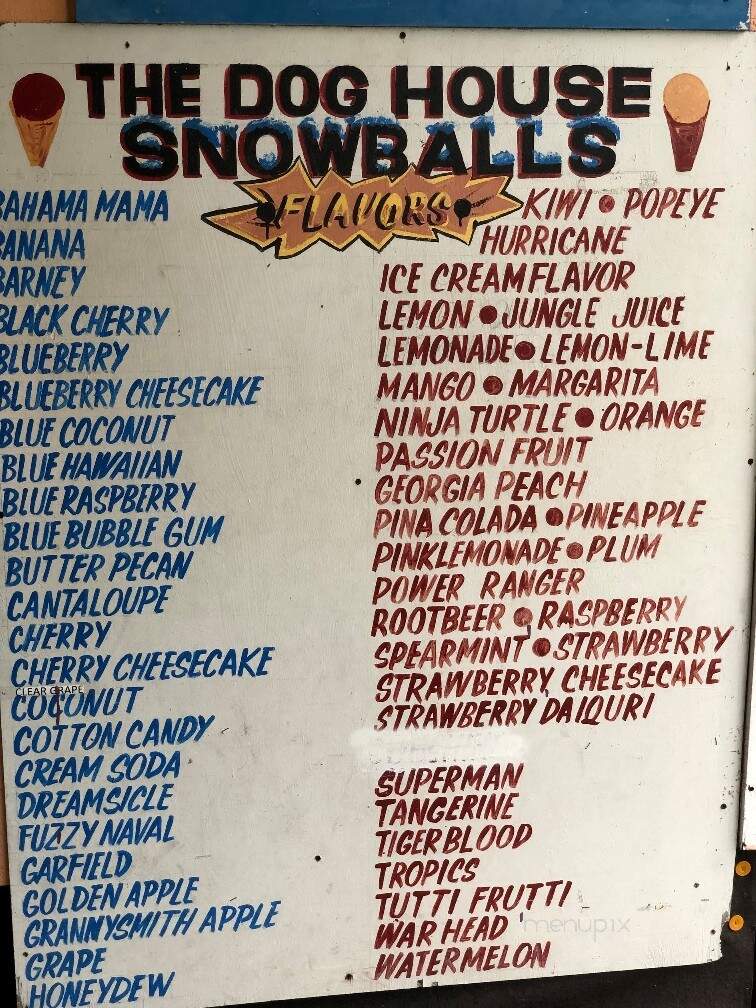 THE DOG HOUSE
SNOWBALLS
FLAVORS
BAHAMA MAMA
BANANA
BARNEY
BLACK CHERRY
BLUEBERRY
BLUEBERRY CHEESECAKE
BLUE COCONUT
BLUE HAWAIIAN
BLUE RASPBERRY
BLUE BUBBLE GUM
BUTTER PECAN
CANTALOUPE
CHERRY
CHERRY CHEESECAKE
CLEAR GRAPE
COCONUT
COTTON CANDY
CREAM SODA
DREAMSICLE
FUZZY NAVAL
GARFIELD
GOLDEN APPLE
GRANNYSMITH APPLE
GRAPE
HONEYDEW
KIWI • POPEYE
HURRICANE
ICE CREAM FLAVOR
LEMON • JUNGLE JUICE
LEMONADE • LEMON-LIME
MANGO • MARGARITA
NINJA TURTLE • ORANGE
PASSION FRUIT
GEORGIA PEACH
PINA COLADA • PINEAPPLE
PINK LEMONADE • PLUM
POWER RANGER
ROOTBEER • RASPBERRY
SPEARMINT • STRAWBERRY
STRAWBERRY CHEESECAKE
STRAWBERRY DAIQURI
SUPERMAN
TANGERINE
TIGER BLOOD
TROPICS
TUTTI FRUTTI
WAR HEAD
WATERMELON
menupix